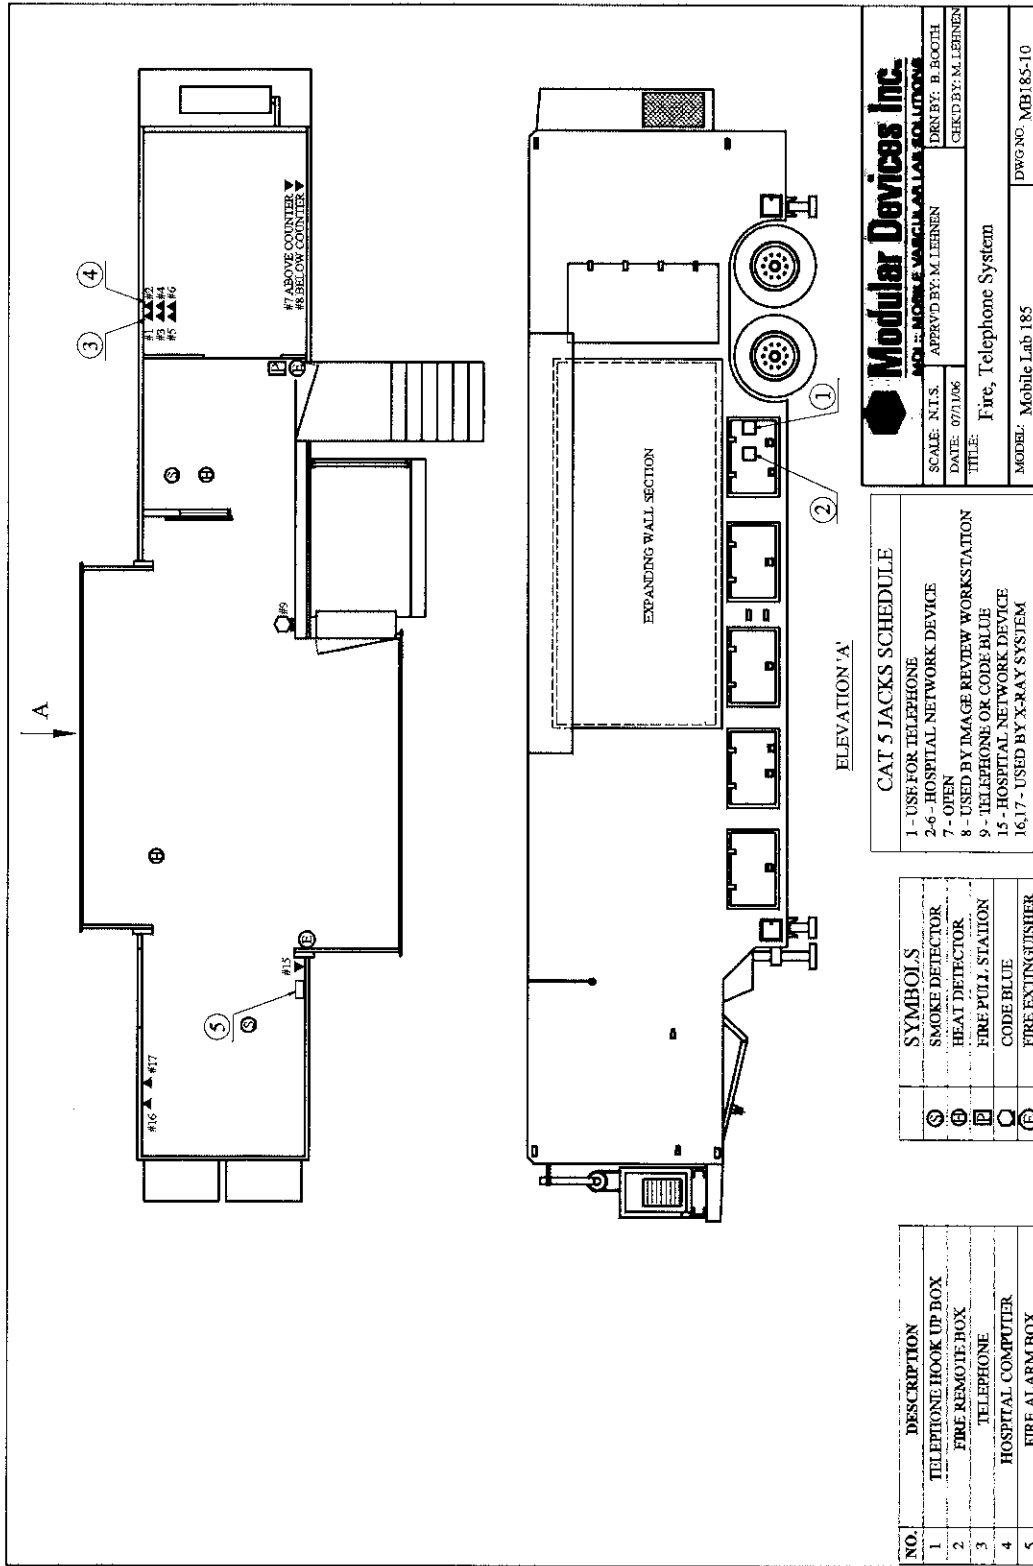 A
3
4
#1 #2
#3 #4
#5 #6
#7 ABOVE COUNTER
#8 BELOW COUNTER
P
E
S
H
#9
H
E
#15
5
S
#16 #17
EXPANDING WALL SECTION
1
2
ELEVATION 'A'
NO. DESCRIPTION
1 TELEPHONE HOOK UP BOX
2 FIRE REMOTE BOX
3 TELEPHONE
4 HOSPITAL COMPUTER
5 FIRE ALARM BOX
SYMBOLS
S SMOKE DETECTOR
H HEAT DETECTOR
P FIRE PULL STATION
CODE BLUE
E FIRE EXTINGUISHER
CAT 5 JACKS SCHEDULE
1 - USE FOR TELEPHONE
2-6 - HOSPITAL NETWORK DEVICE
7 - OPEN
8 - USED BY IMAGE REVIEW WORKSTATION
9 - TELEPHONE OR CODE BLUE
15 - HOSPITAL NETWORK DEVICE
16,17 - USED BY X-RAY SYSTEM
Modular Devices Inc.
MDI:: MOBILE VASCULAR LAB SOLUTIONS
SCALE: N.T.S. APPRV'D BY: M. LEHNEN DRN BY: B. BOOTH
DATE: 07/11/06 CHK'D BY: M. LEHNEN
TITLE:
Fire, Telephone System
MODEL: Mobile Lab 185 DWG NO. MB185-10